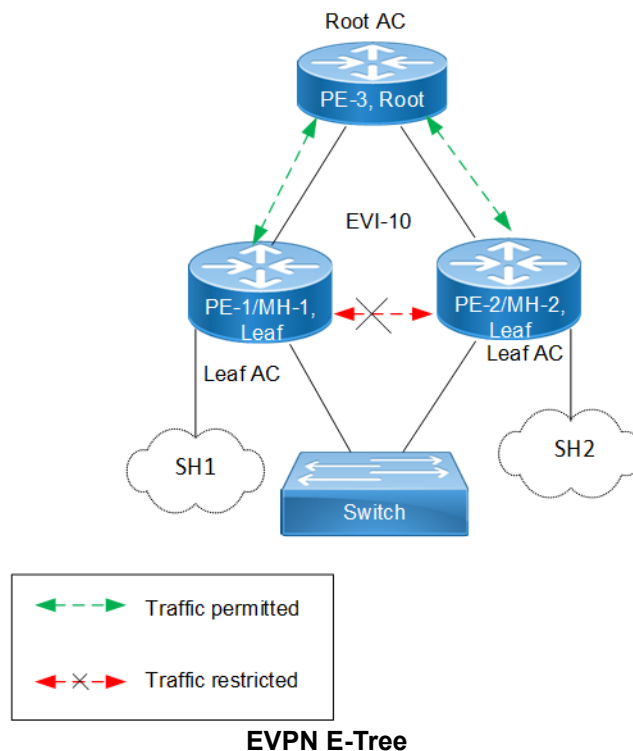 Root AC
PE-3, Root
EVI-10
PE-1/MH-1,
Leaf
PE-2/MH-2,
Leaf
Leaf AC
Leaf AC
SH1
SH2
Switch
Traffic permitted
Traffic restricted
EVPN E-Tree